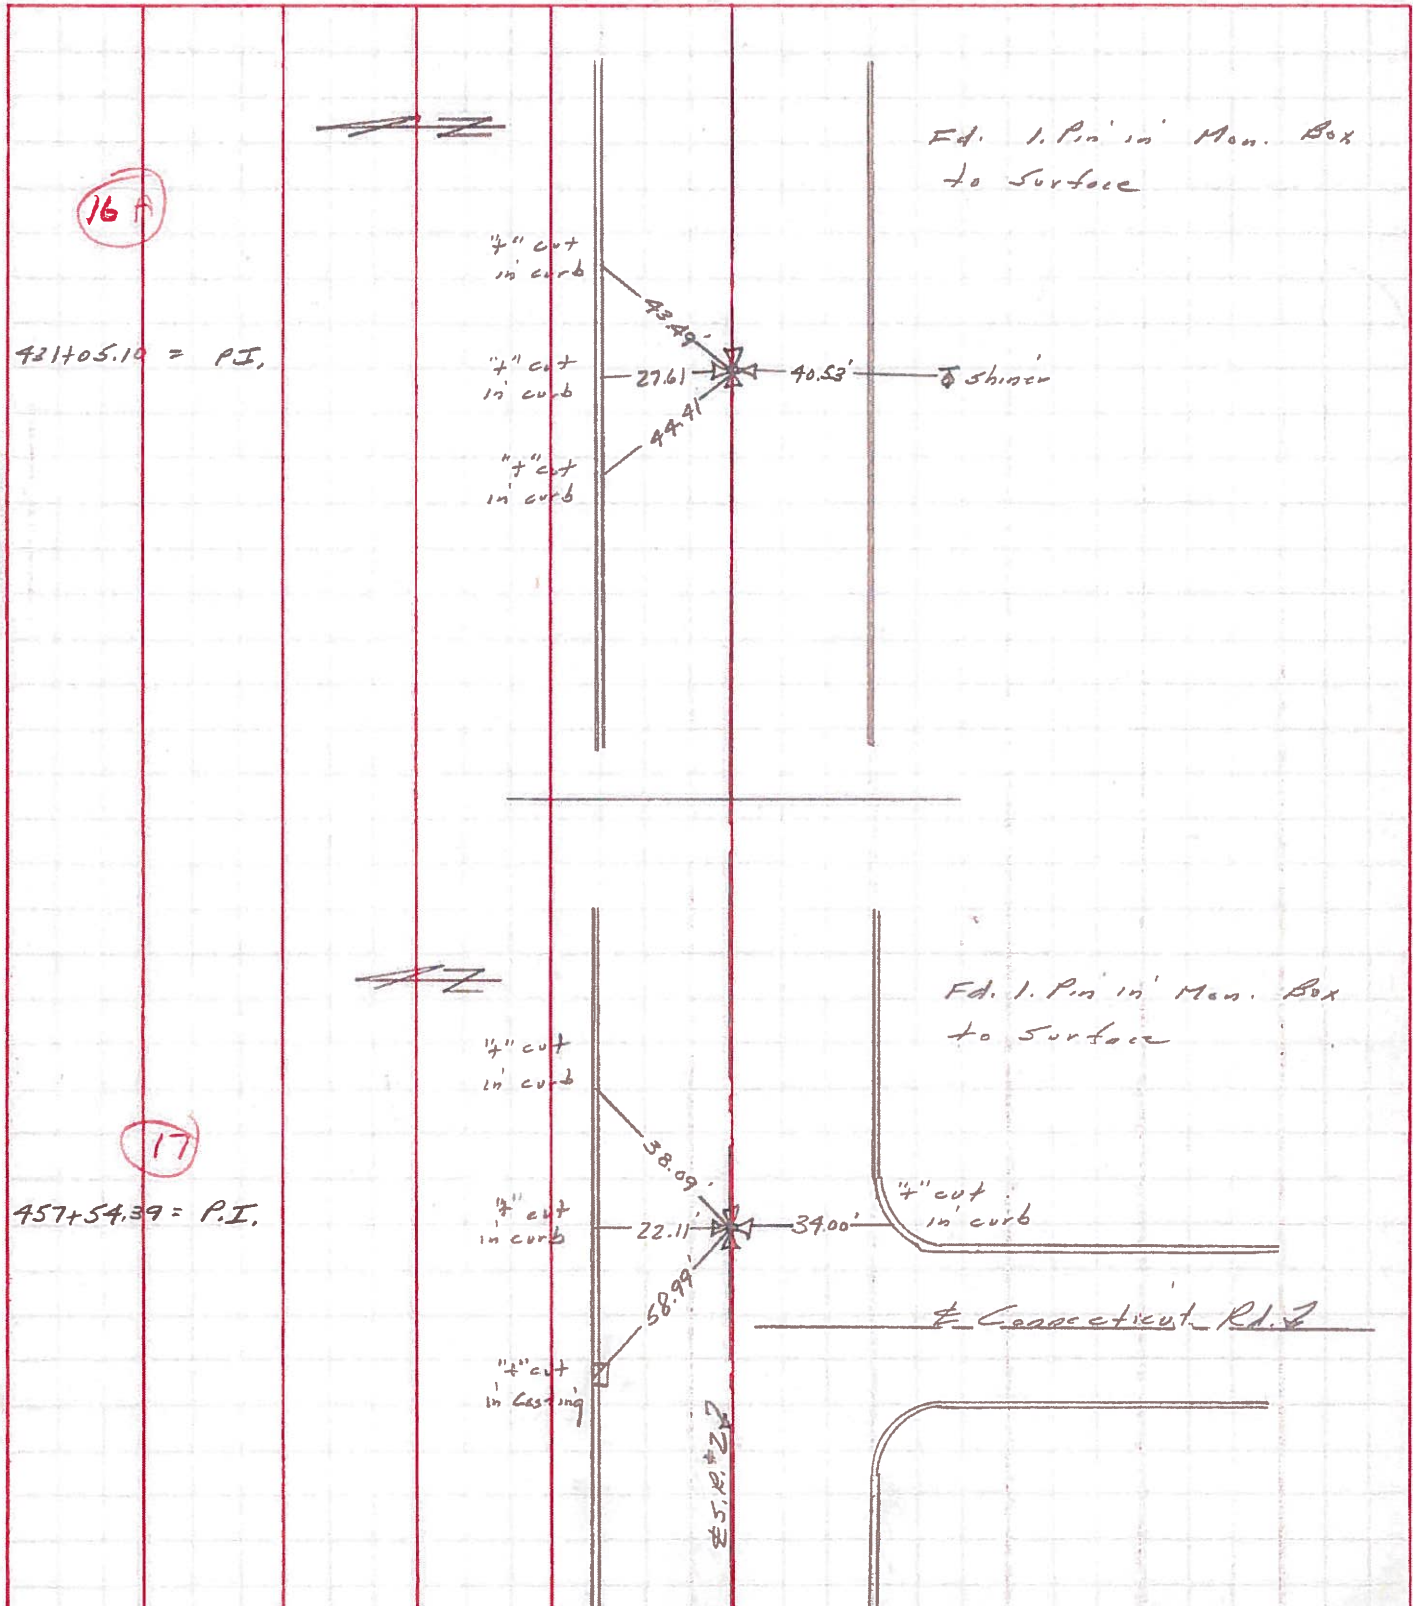 Fd. I. Pin in Mon. Box
to Surface
16 A
"+" cut
in curb
43.49'
431+05.10 = P.I.
"+" cut
in curb
27.61
40.53'
shiner
44.41
"+" cut
in curb
Fd. I. Pin in Mon. Box
to Surface
"+" cut
in curb
38.09'
17
457+54.39 = P.I.
"+" cut
in curb
22.11'
34.00'
"+" cut
in curb
58.99'
℄ Connecticut Rd.
"+" cut
in Casting
℄ S.R. #